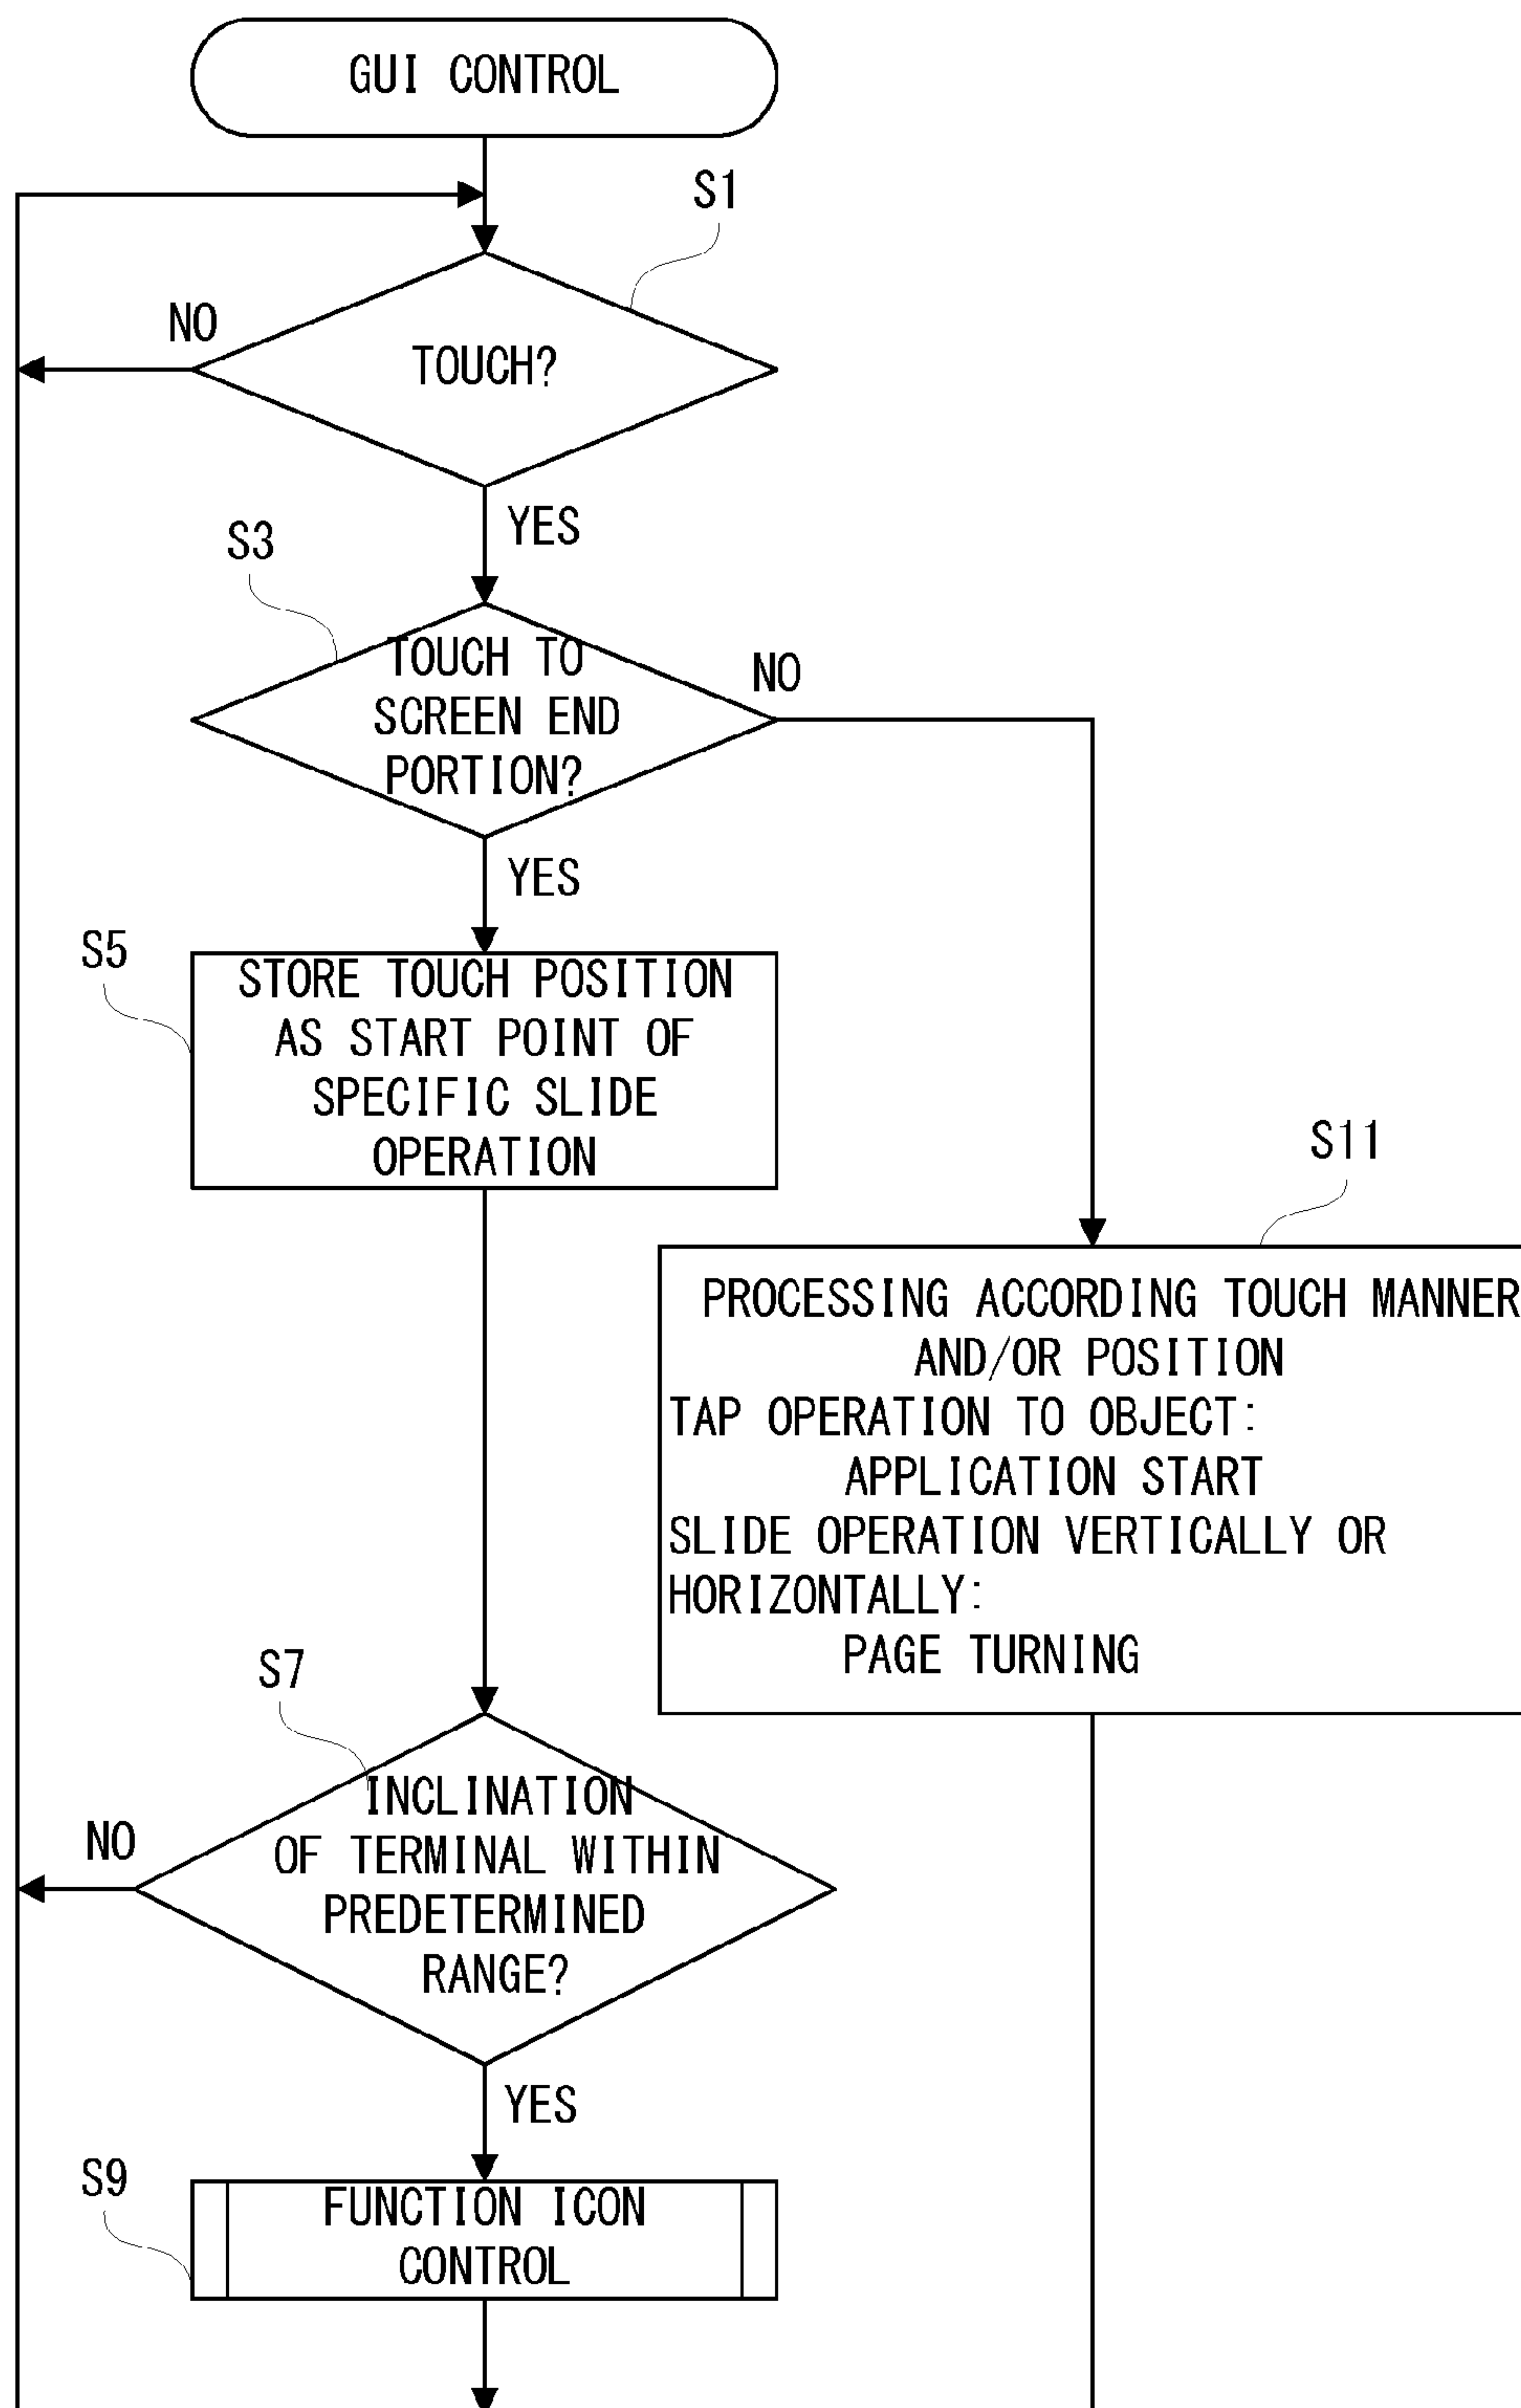 GUI CONTROL
S1
NO
TOUCH?
YES
S3
TOUCH TO
SCREEN END
PORTION?
NO
YES
S5
STORE TOUCH POSITION
AS START POINT OF
SPECIFIC SLIDE
OPERATION
S11
PROCESSING ACCORDING TOUCH MANNER
AND/OR POSITION
TAP OPERATION TO OBJECT:
APPLICATION START
SLIDE OPERATION VERTICALLY OR
HORIZONTALLY:
PAGE TURNING
S7
INCLINATION
OF TERMINAL WITHIN
PREDETERMINED
RANGE?
NO
YES
S9
FUNCTION ICON
CONTROL